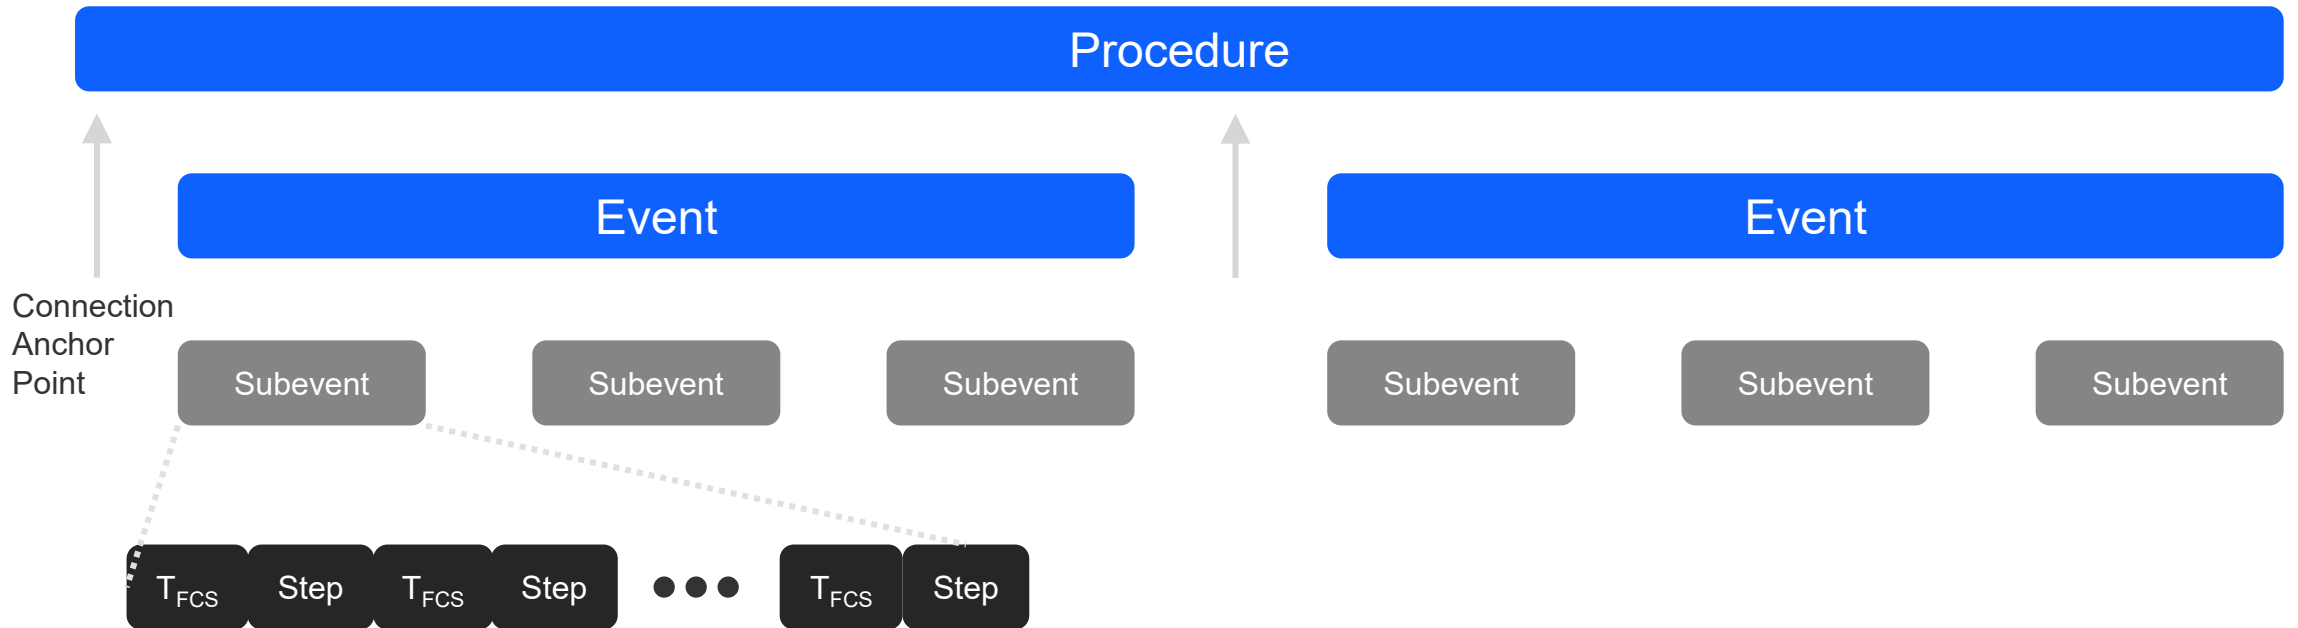 Procedure
Event Event
Connection
Anchor
Point
Subevent Subevent Subevent Subevent Subevent Subevent
TFCS Step TFCS Step TFCS Step